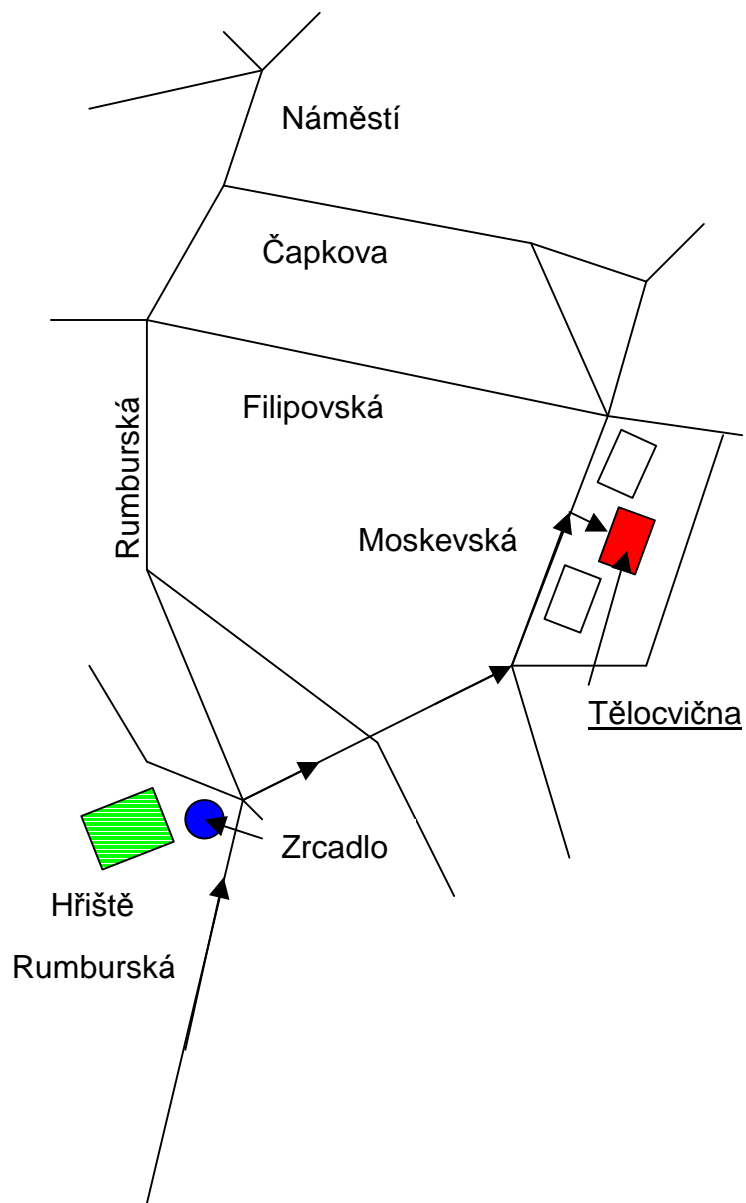 Náměstí
Čapkova
Filipovská
Rumburská
Moskevská
Tělocvična
Zrcadlo
Hřiště
Rumburská